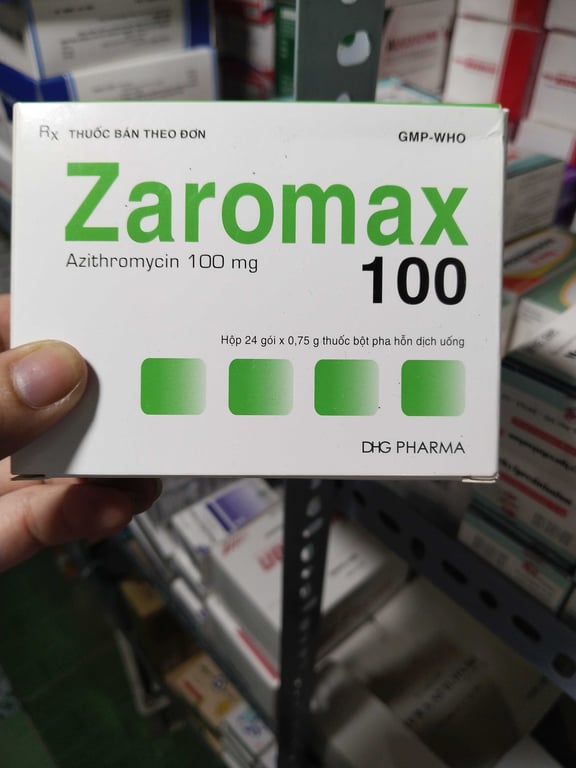 Rx THUỐC BÁN THEO ĐƠN
GMP-WHO
Zaromax
Azithromycin 100 mg
100
Hộp 24 gói x 0,75 g thuốc bột pha hỗn dịch uống
DHG PHARMA